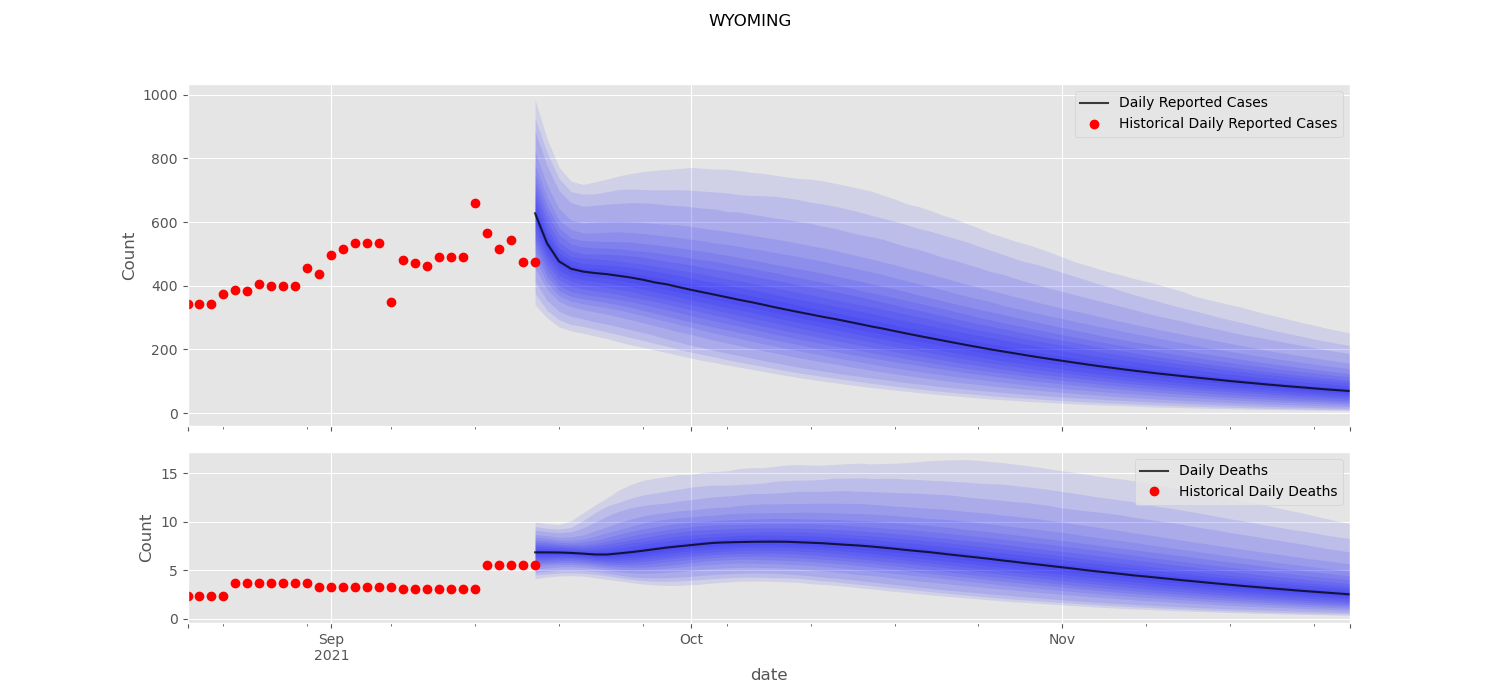 WYOMING
1000
800
600
400
200
0
Count
Daily Reported Cases
Historical Daily Reported Cases
15
10
5
0
Count
Daily Deaths
Historical Daily Deaths
Sep
2021
Oct
Nov
date